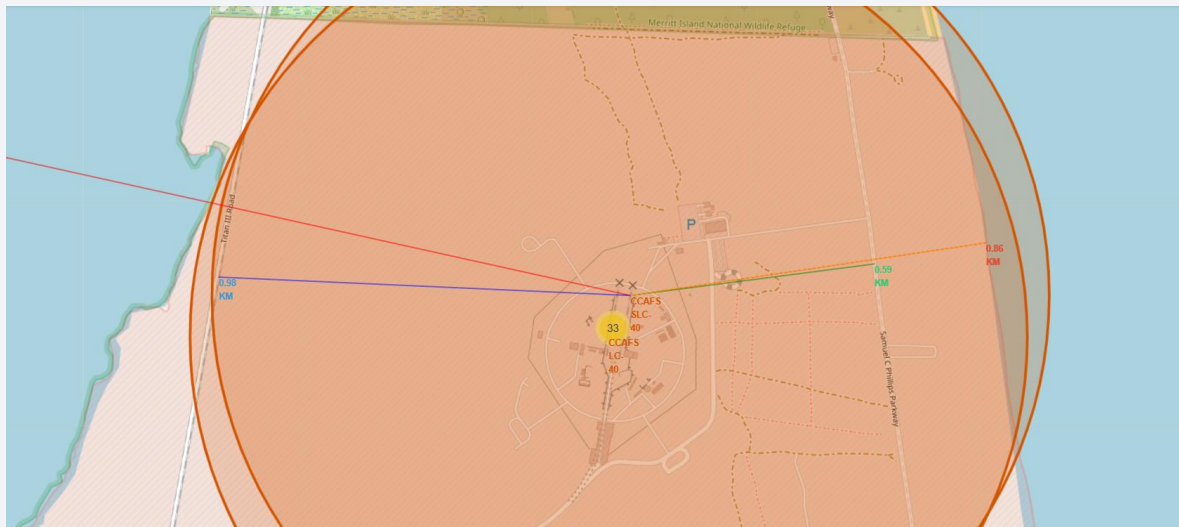 Merritt Island National Wildlife Refuge
Titan III Road
P
0.86
KM
0.98
KM
0.59
KM
CCAFS
SLC-
40
33
CCAFS
LC-
40
Samuel C Phillips Parkway